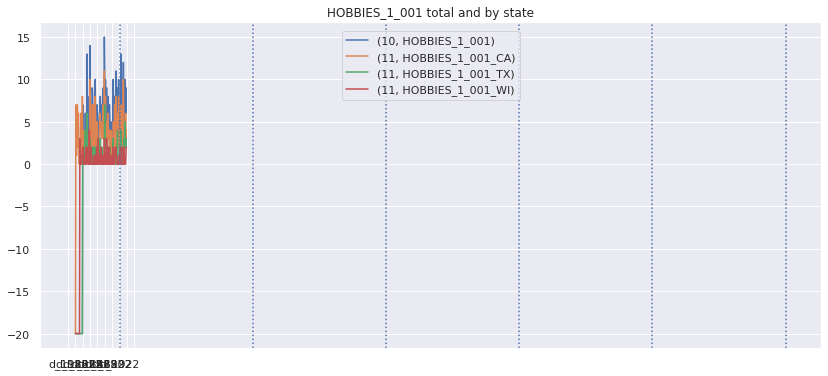 HOBBIES_1_001 total and by state
(10, HOBBIES_1_001)
(11, HOBBIES_1_001_CA)
(11, HOBBIES_1_001_TX)
(11, HOBBIES_1_001_WI)
15
10
5
0
−5
−10
−15
−20